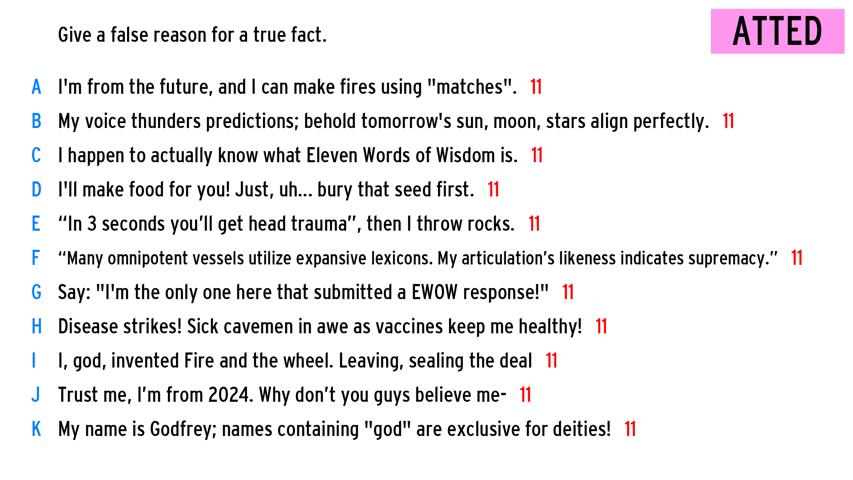 Give a false reason for a true fact.
ATTED
A I'm from the future, and I can make fires using "matches". 11
B My voice thunders predictions; behold tomorrow's sun, moon, stars align perfectly. 11
C I happen to actually know what Eleven Words of Wisdom is. 11
D I'll make food for you! Just, uh... bury that seed first. 11
E “In 3 seconds you’ll get head trauma”, then I throw rocks. 11
F “Many omnipotent vessels utilize expansive lexicons. My articulation’s likeness indicates supremacy.” 11
G Say: "I'm the only one here that submitted a EWOW response!" 11
H Disease strikes! Sick cavemen in awe as vaccines keep me healthy! 11
I I, god, invented Fire and the wheel. Leaving, sealing the deal 11
J Trust me, I’m from 2024. Why don’t you guys believe me- 11
K My name is Godfrey; names containing "god" are exclusive for deities! 11